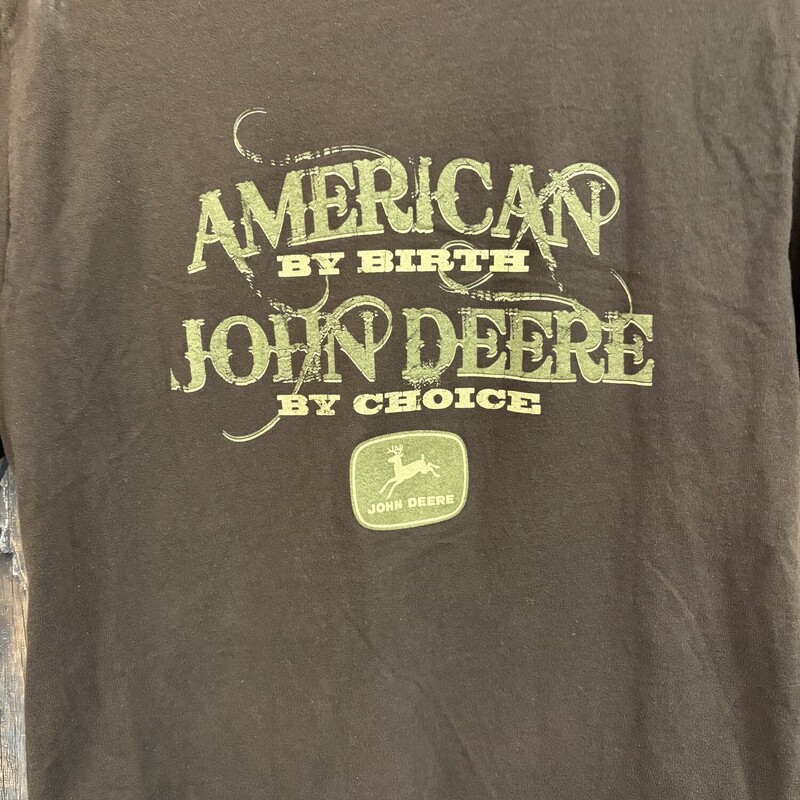 AMERICAN
BY BIRTH
JOHN DEERE
BY CHOICE
JOHN DEERE